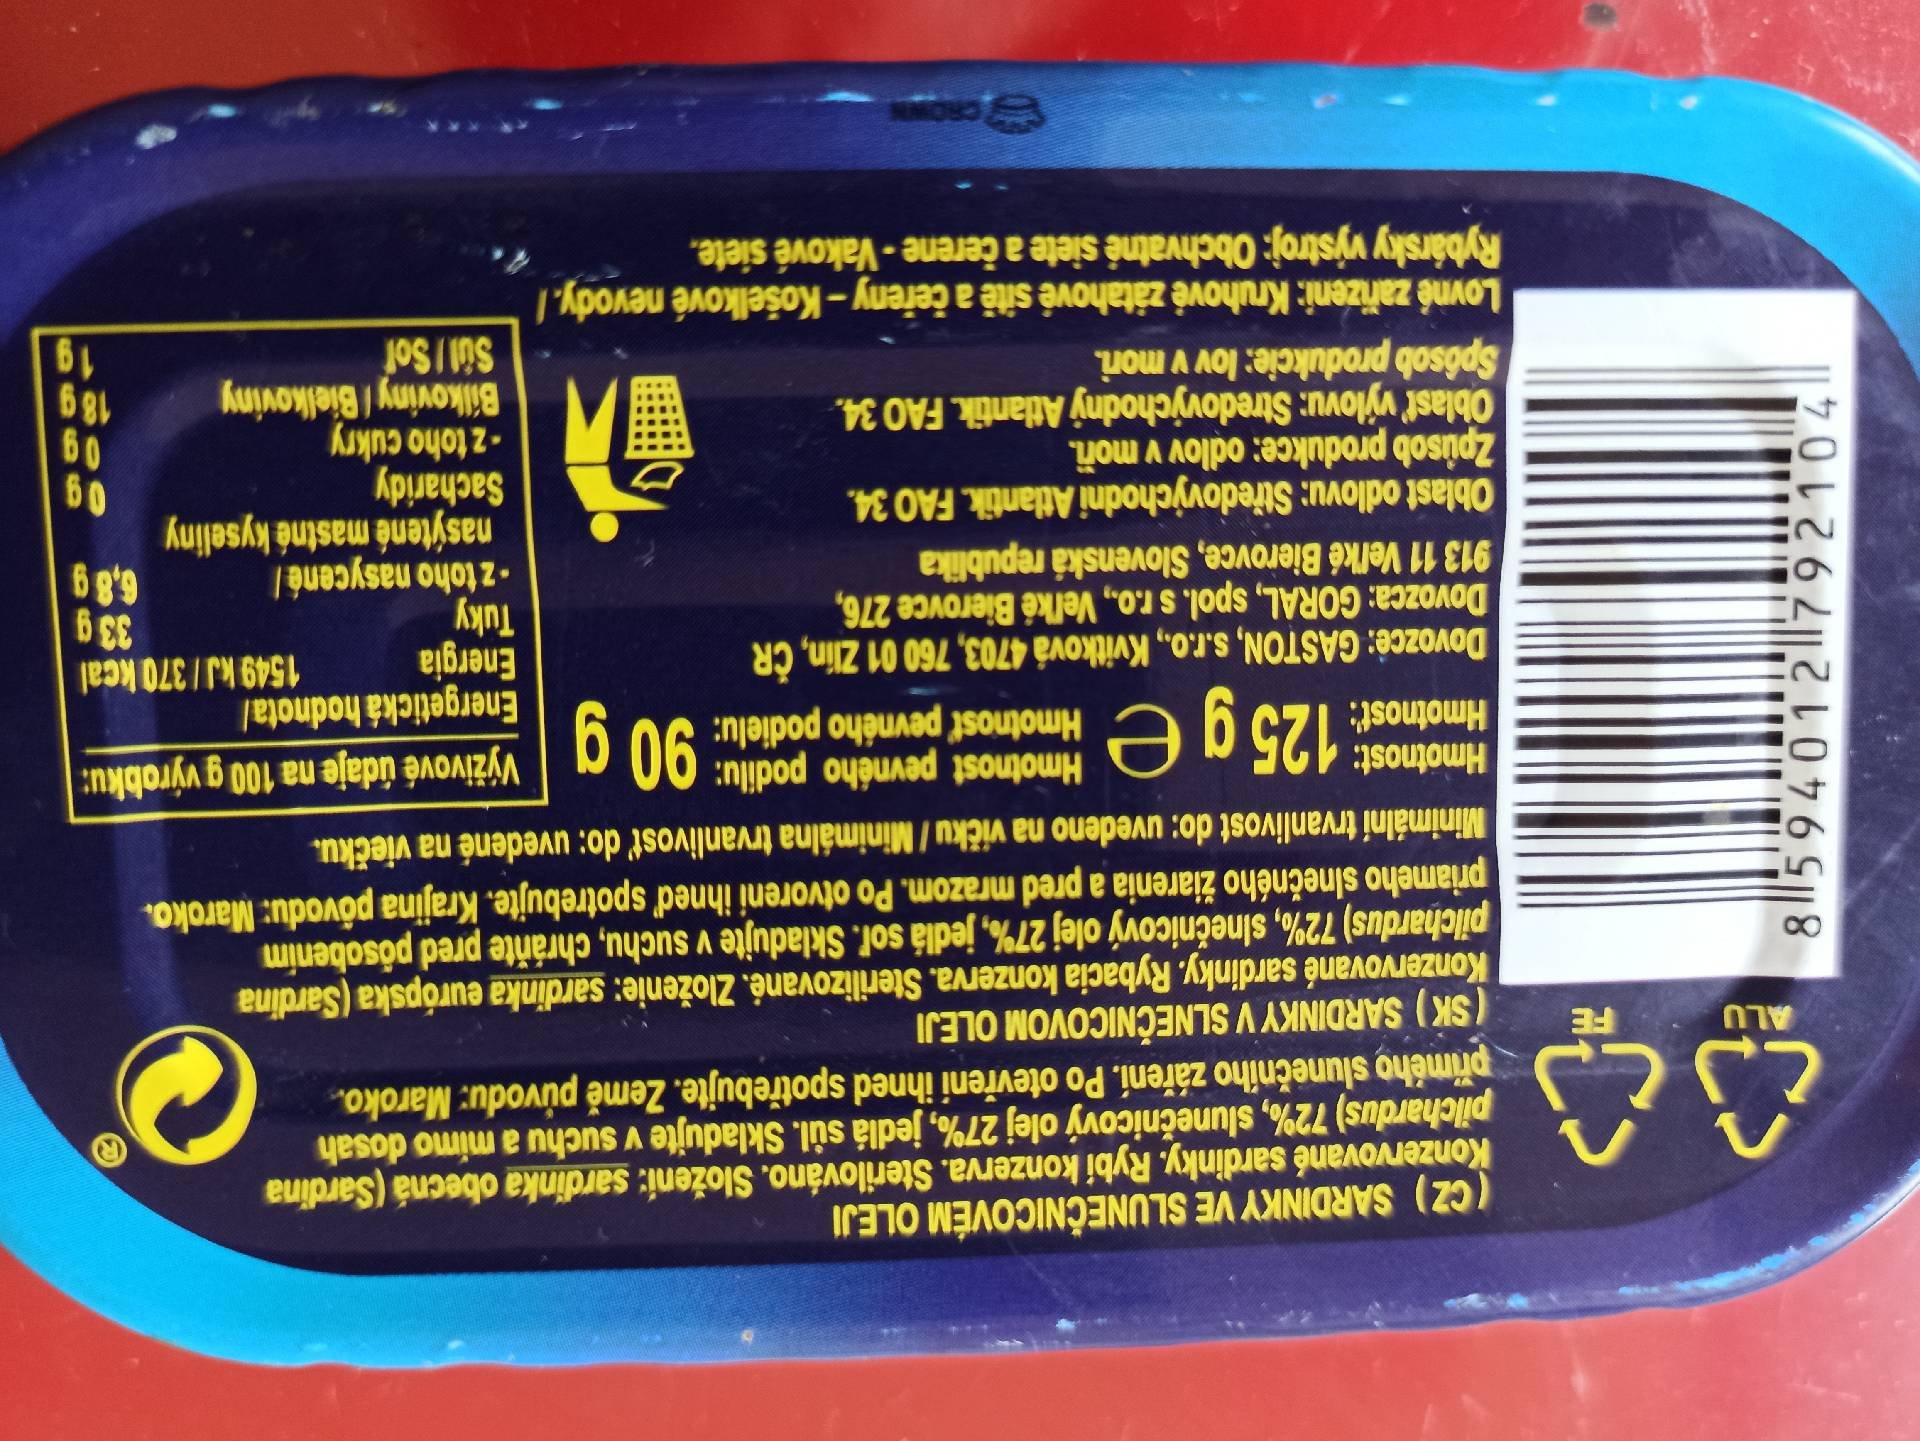 ( CZ ) SARDINKY VE SLUNEČNICOVÉM OLEJI
Konzervované sardinky. Rybí konzerva. Sterilováno. Složení: sardinka obecná (Sardina
pilchardus) 72%, slunečnicový olej 27%, jedlá sůl. Skladujte v suchu a mimo dosah
přímého slunečního záření. Po otevření ihned spotřebujte. Země původu: Maroko.
( SK ) SARDINKY V SLNEČNICOVOM OLEJI
Konzervované sardinky. Rybacia konzerva. Sterilizované. Zloženie: sardinka európska (Sardina
pilchardus) 72%, slnečnicový olej 27%, jedlá soľ. Skladujte v suchu, chráňte pred pôsobením
priameho slnečného žiarenia a pred mrazom. Po otvorení ihneď spotrebujte. Krajina pôvodu: Maroko.
Minimální trvanlivost do: uvedeno na víčku / Minimálna trvanlivosť do: uvedené na viečku.
Hmotnost:
Hmotnosť:
125 g e
Hmotnost pevného podílu:
Hmotnosť pevného podielu:
90 g
Dovozce: GASTON, s.r.o., Kvítková 4703, 760 01 Zlín, ČR
Dovozca: GORAL, spol. s r.o., Veľké Bierovce 276,
913 11 Veľké Bierovce, Slovenská republika
Oblast odlovu: Středovýchodní Atlantik. FAO 34.
Způsob produkce: odlov v moři.
Oblasť výlovu: Stredovýchodný Atlantik. FAO 34.
Spôsob produkcie: lov v mori.
Lovné zařízení: Kruhové zátahové sítě a čeřeny – Košelkové nevody. /
Rybársky výstroj: Obchvatné siete a čerene - Vakové siete.
Výživové údaje na 100 g výrobku:
Energetická hodnota/
Energia 1549 kJ / 370 kcal
Tuky 33 g
- z toho nasycené / 6,8 g
nasýtené mastné kyseliny
Sacharidy 0 g
- z toho cukry 0 g
Bílkoviny / Bielkoviny 18 g
Sůl / Soľ 1 g
ALU
FE
®
8 594012 792104
CROWN